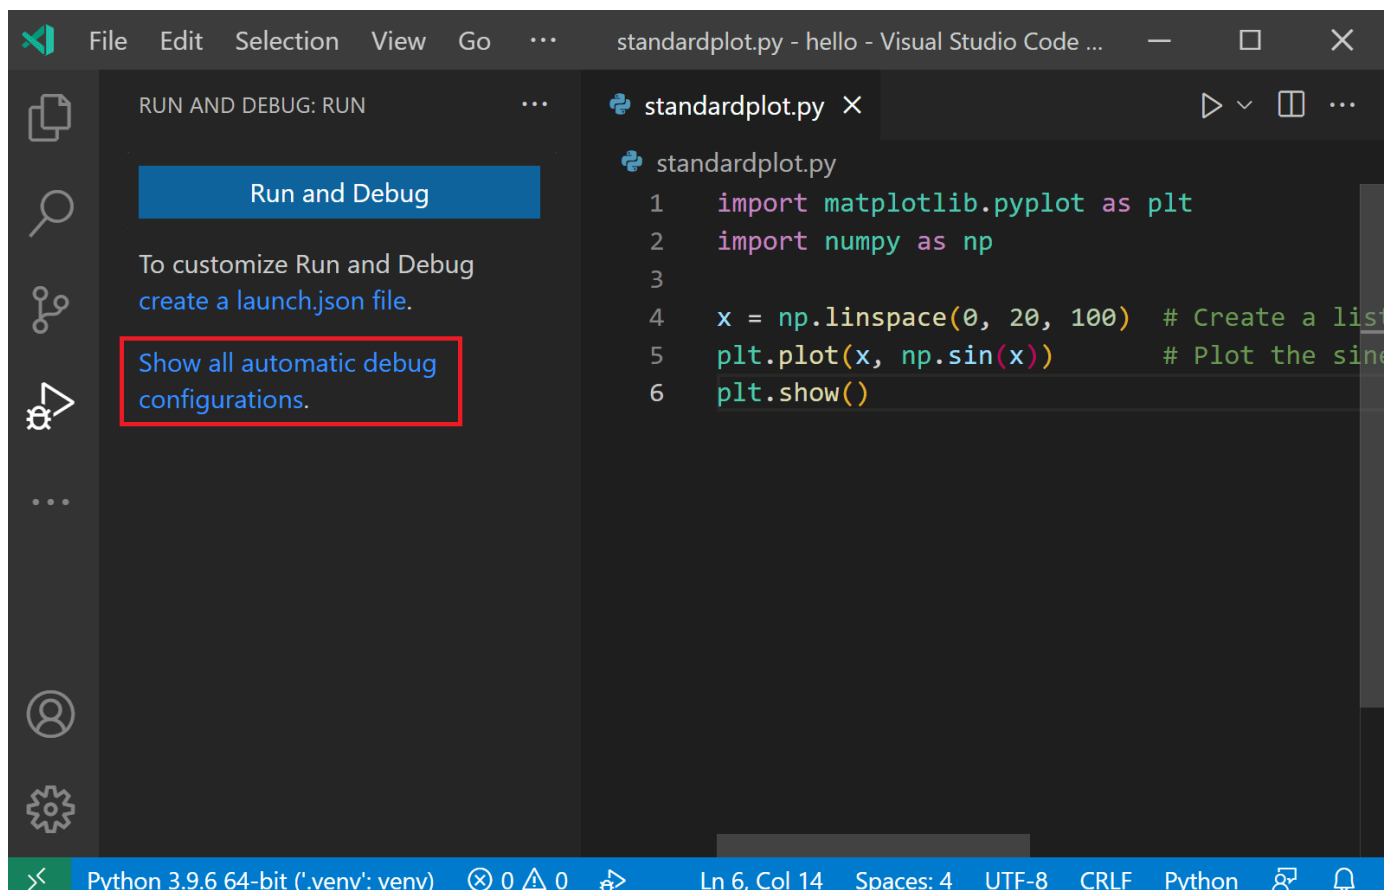 File Edit Selection View Go ··· standardplot.py - hello - Visual Studio Code ...
RUN AND DEBUG: RUN
Run and Debug
To customize Run and Debug
create a launch.json file.
Show all automatic debug
configurations.
standardplot.py
standardplot.py
1 import matplotlib.pyplot as plt
2 import numpy as np
3
4 x = np.linspace(0, 20, 100)  # Create a list
5 plt.plot(x, np.sin(x))       # Plot the sine
6 plt.show()
Python 3.9.6 64-bit ('.venv': venv) 0 0 Ln 6, Col 14 Spaces: 4 UTF-8 CRLF Python